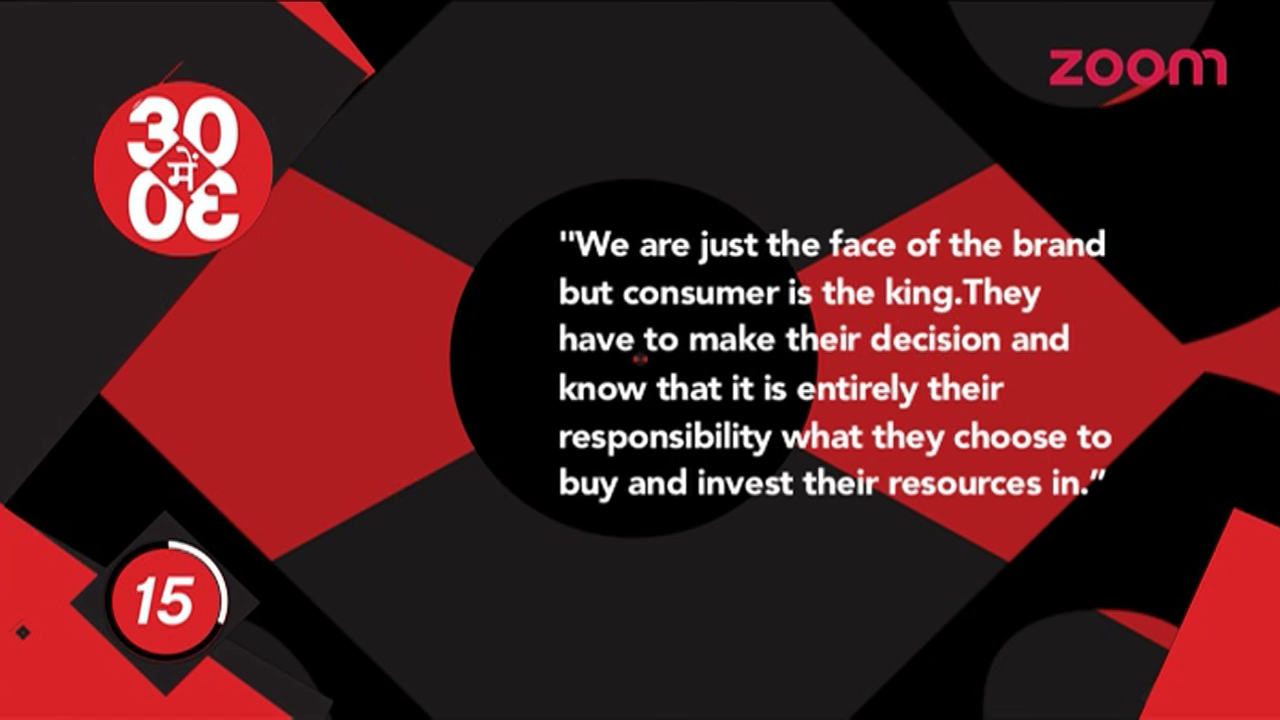 zoom
30
में
30
"We are just the face of the brand
but consumer is the king.They
have to make their decision and
know that it is entirely their
responsibility what they choose to
buy and invest their resources in.”
15